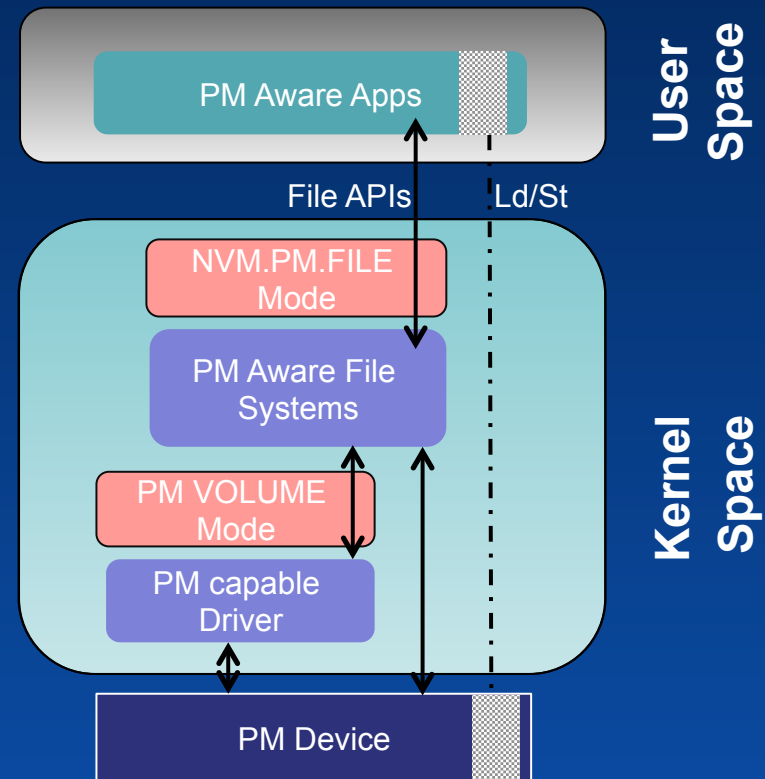 PM Aware Apps
User
Space
File APIs
Ld/St
NVM.PM.FILE
Mode
PM Aware File
Systems
PM VOLUME
Mode
PM capable
Driver
Kernel
Space
PM Device